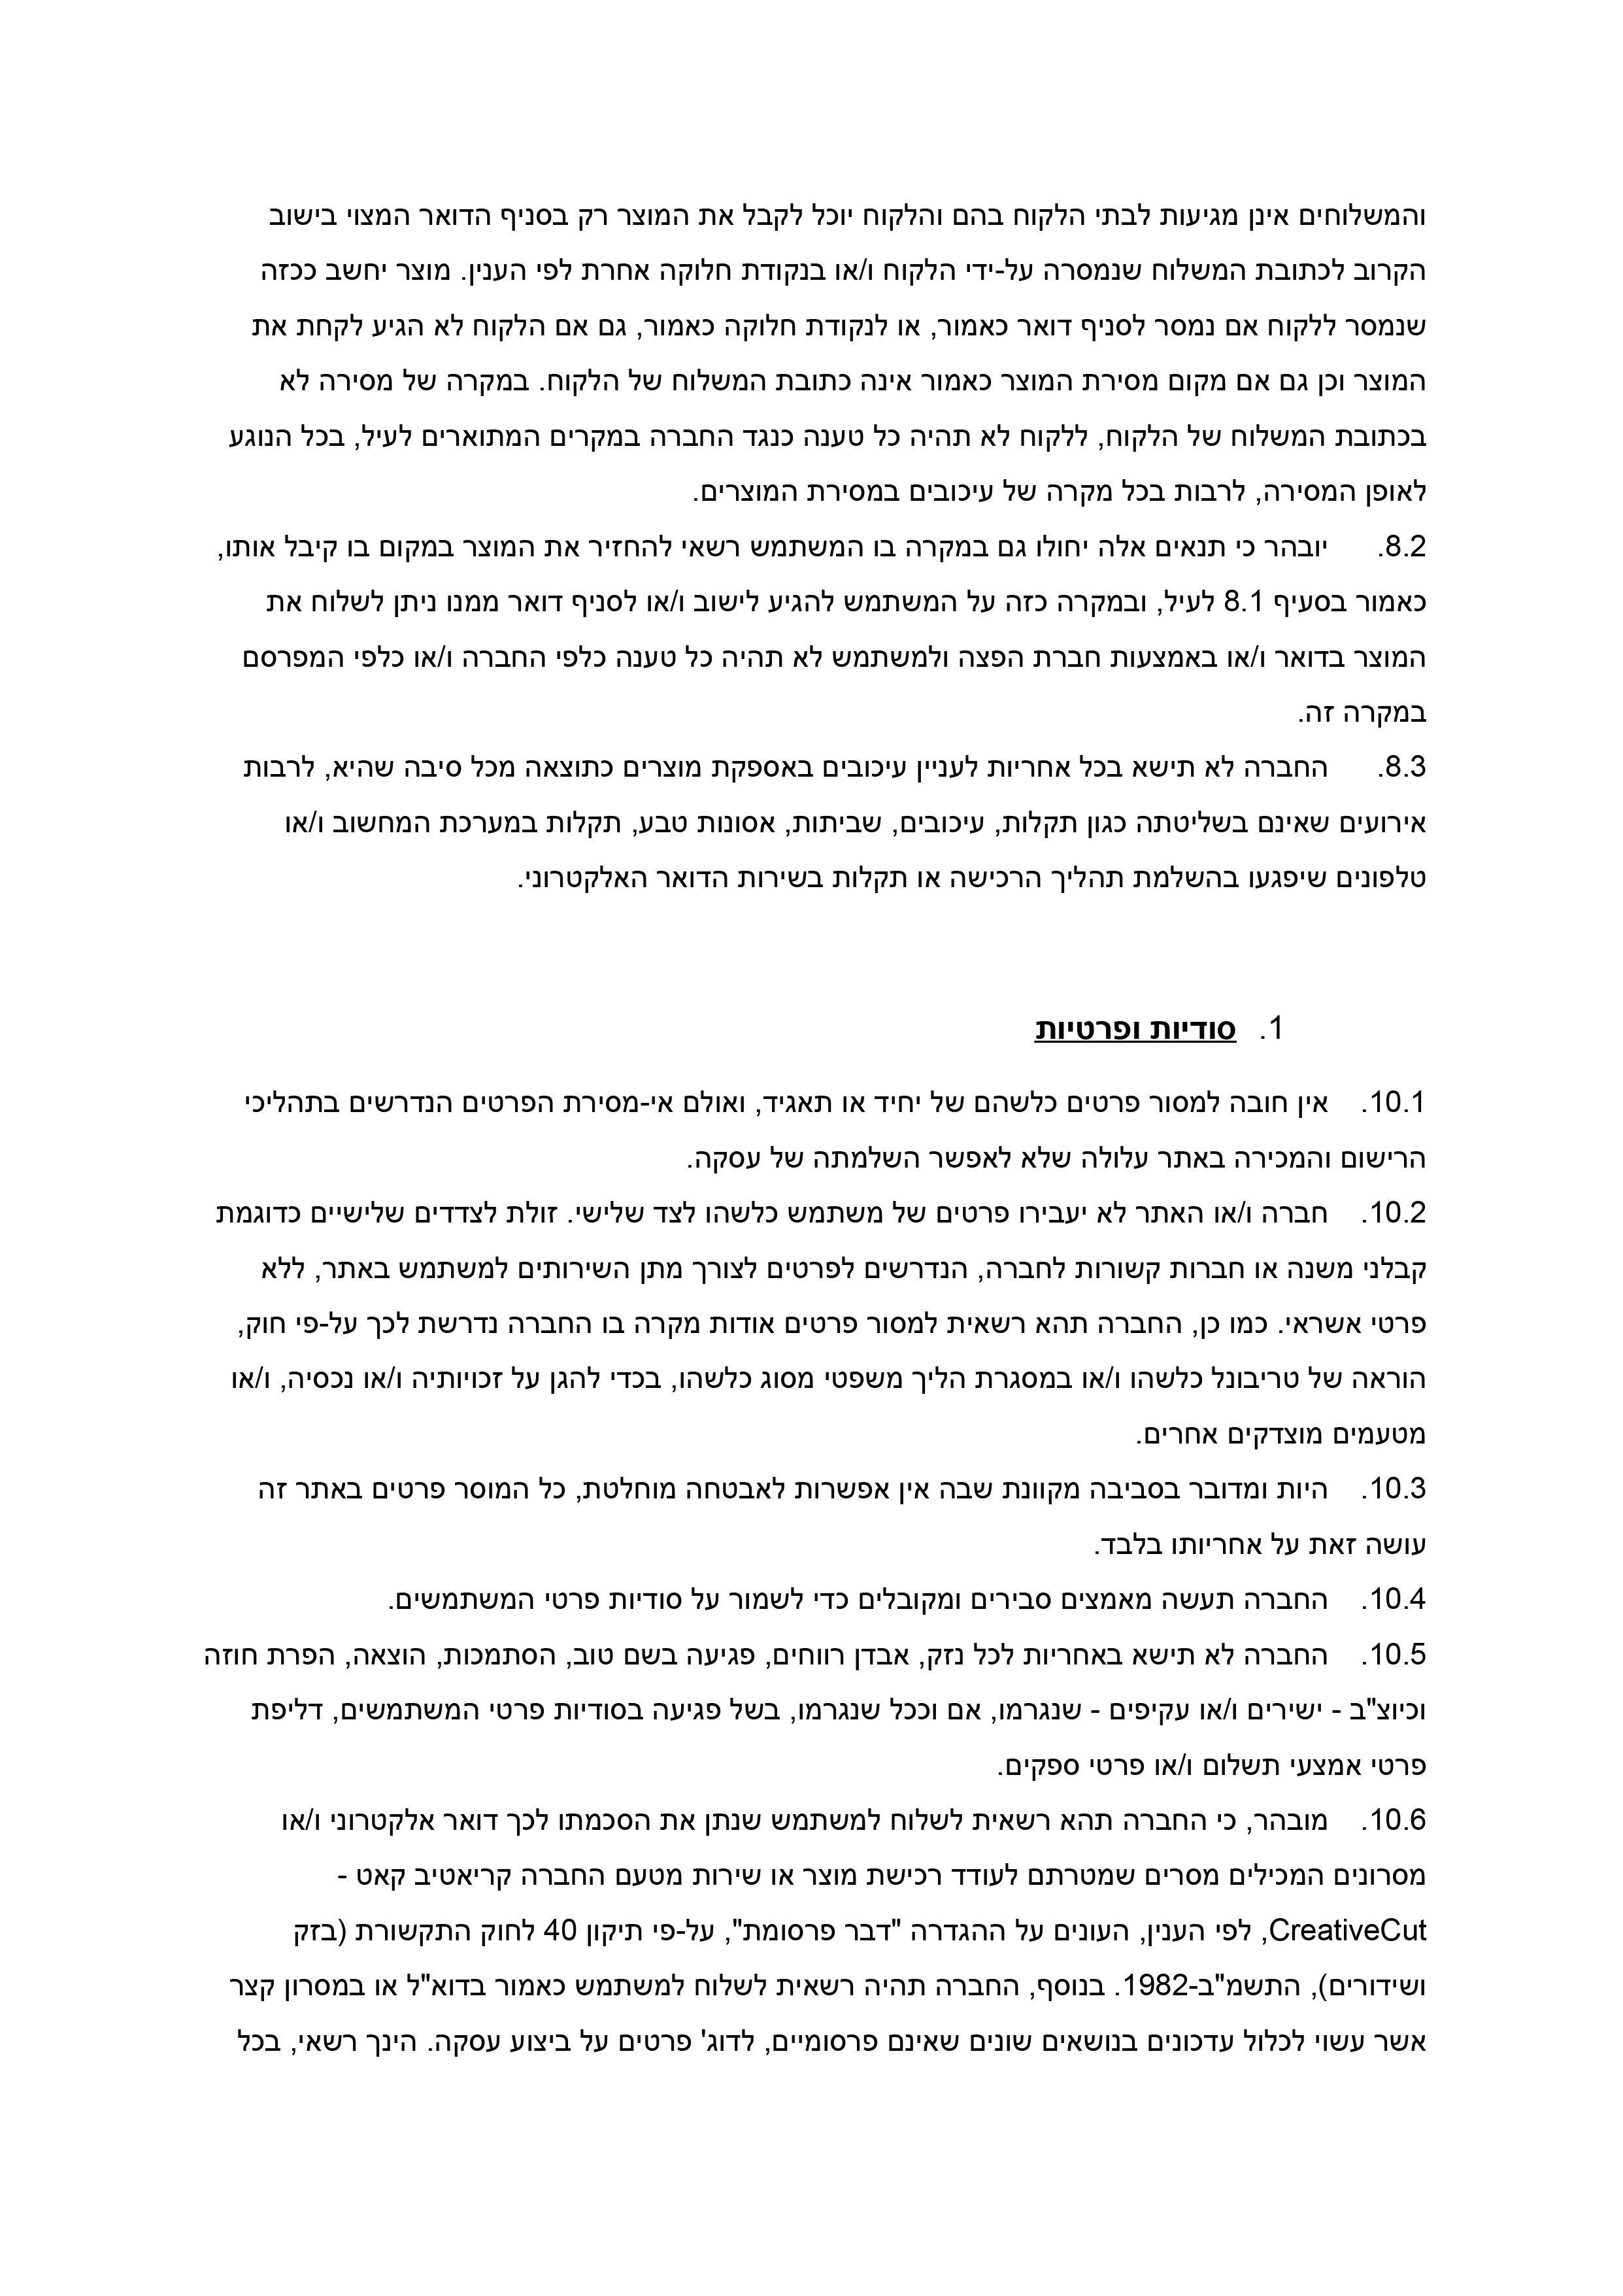 והמשלוחים אינן מגיעות לבתי הלקוח בהם והלקוח יוכל לקבל את המוצר רק בסניף הדואר המצוי בישוב
הקרוב לכתובת המשלוח שנמסרה על-ידי הלקוח ו/או בנקודת חלוקה אחרת לפי הענין. מוצר יחשב ככזה
שנמסר ללקוח אם נמסר לסניף דואר כאמור, או לנקודת חלוקה כאמור, גם אם הלקוח לא הגיע לקחת את
המוצר וכן גם אם מקום מסירת המוצר כאמור אינה כתובת המשלוח של הלקוח. במקרה של מסירה לא
בכתובת המשלוח של הלקוח, ללקוח לא תהיה כל טענה כנגד החברה במקרים המתוארים לעיל, בכל הנוגע
לאופן המסירה, לרבות בכל מקרה של עיכובים במסירת המוצרים.
8.2. יובהר כי תנאים אלה יחולו גם במקרה בו המשתמש רשאי להחזיר את המוצר במקום בו קיבל אותו,
כאמור בסעיף 8.1 לעיל, ובמקרה כזה על המשתמש להגיע לישוב ו/או לסניף דואר ממנו ניתן לשלוח את
המוצר בדואר ו/או באמצעות חברת הפצה ולמשתמש לא תהיה כל טענה כלפי החברה ו/או כלפי המפרסם
במקרה זה.
8.3. החברה לא תישא בכל אחריות לעניין עיכובים באספקת מוצרים כתוצאה מכל סיבה שהיא, לרבות
אירועים שאינם בשליטתה כגון תקלות, עיכובים, שביתות, אסונות טבע, תקלות במערכת המחשוב ו/או
טלפונים שיפגעו בהשלמת תהליך הרכישה או תקלות בשירות הדואר האלקטרוני.
1. סודיות ופרטיות
10.1. אין חובה למסור פרטים כלשהם של יחיד או תאגיד, ואולם אי-מסירת הפרטים הנדרשים בתהליכי
הרישום והמכירה באתר עלולה שלא לאפשר השלמתה של עסקה.
10.2. חברה ו/או האתר לא יעבירו פרטים של משתמש כלשהו לצד שלישי. זולת לצדדים שלישיים כדוגמת
קבלני משנה או חברות קשורות לחברה, הנדרשים לפרטים לצורך מתן השירותים למשתמש באתר, ללא
פרטי אשראי. כמו כן, החברה תהא רשאית למסור פרטים אודות מקרה בו החברה נדרשת לכך על-פי חוק,
הוראה של טריבונל כלשהו ו/או במסגרת הליך משפטי מסוג כלשהו, בכדי להגן על זכויותיה ו/או נכסיה, ו/או
מטעמים מוצדקים אחרים.
10.3. היות ומדובר בסביבה מקוונת שבה אין אפשרות לאבטחה מוחלטת, כל המוסר פרטים באתר זה
עושה זאת על אחריותו בלבד.
10.4. החברה תעשה מאמצים סבירים ומקובלים כדי לשמור על סודיות פרטי המשתמשים.
10.5. החברה לא תישא באחריות לכל נזק, אבדן רווחים, פגיעה בשם טוב, הסתמכות, הוצאה, הפרת חוזה
וכיוצ"ב - ישירים ו/או עקיפים - שנגרמו, אם וככל שנגרמו, בשל פגיעה בסודיות פרטי המשתמשים, דליפת
פרטי אמצעי תשלום ו/או פרטי ספקים.
10.6. מובהר, כי החברה תהא רשאית לשלוח למשתמש שנתן את הסכמתו לכך דואר אלקטרוני ו/או
מסרונים המכילים מסרים שמטרתם לעודד רכישת מוצר או שירות מטעם החברה קריאטיב קאט -
CreativeCut, לפי הענין, העונים על ההגדרה "דבר פרסומת", על-פי תיקון 40 לחוק התקשורת (בזק
ושידורים), התשמ"ב-1982. בנוסף, החברה תהיה רשאית לשלוח למשתמש כאמור בדוא"ל או במסרון קצר
אשר עשוי לכלול עדכונים בנושאים שונים שאינם פרסומיים, לדוג' פרטים על ביצוע עסקה. הינך רשאי, בכל